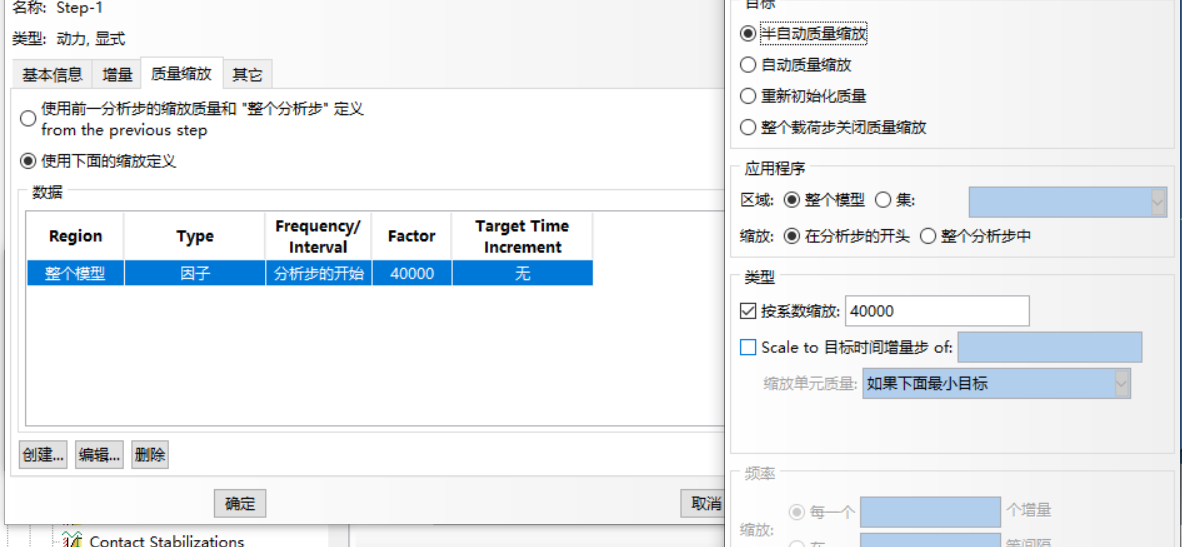 名称: Step-1
类型: 动力, 显式
基本信息 增量 质量缩放 其它
使用前一分析步的缩放质量和 "整个分析步" 定义
from the previous step
使用下面的缩放定义
数据
Region Type Frequency/ Interval Factor Target Time Increment
整个模型 因子 分析步的开始 40000 无
创建... 编辑... 删除
确定 取消
Contact Stabilizations
目标
半自动质量缩放
自动质量缩放
重新初始化质量
整个载荷步关闭质量缩放
应用程序
区域: 整个模型 集:
缩放: 在分析步的开头 整个分析步中
类型
按系数缩放: 40000
Scale to 目标时间增量步 of:
缩放单元质量: 如果下面最小目标
频率
缩放: 每一个 个增量
在 等间隔